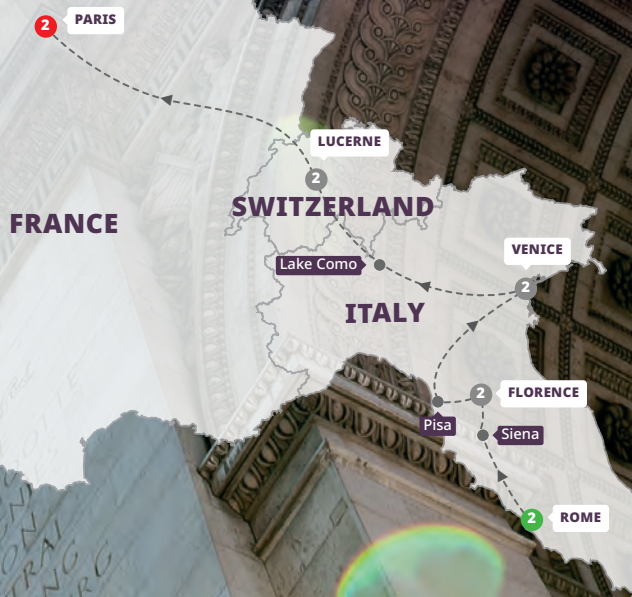 2 PARIS
LUCERNE
2
SWITZERLAND
FRANCE
VENICE
Lake Como
2
ITALY
2 FLORENCE
Pisa
Siena
2 ROME